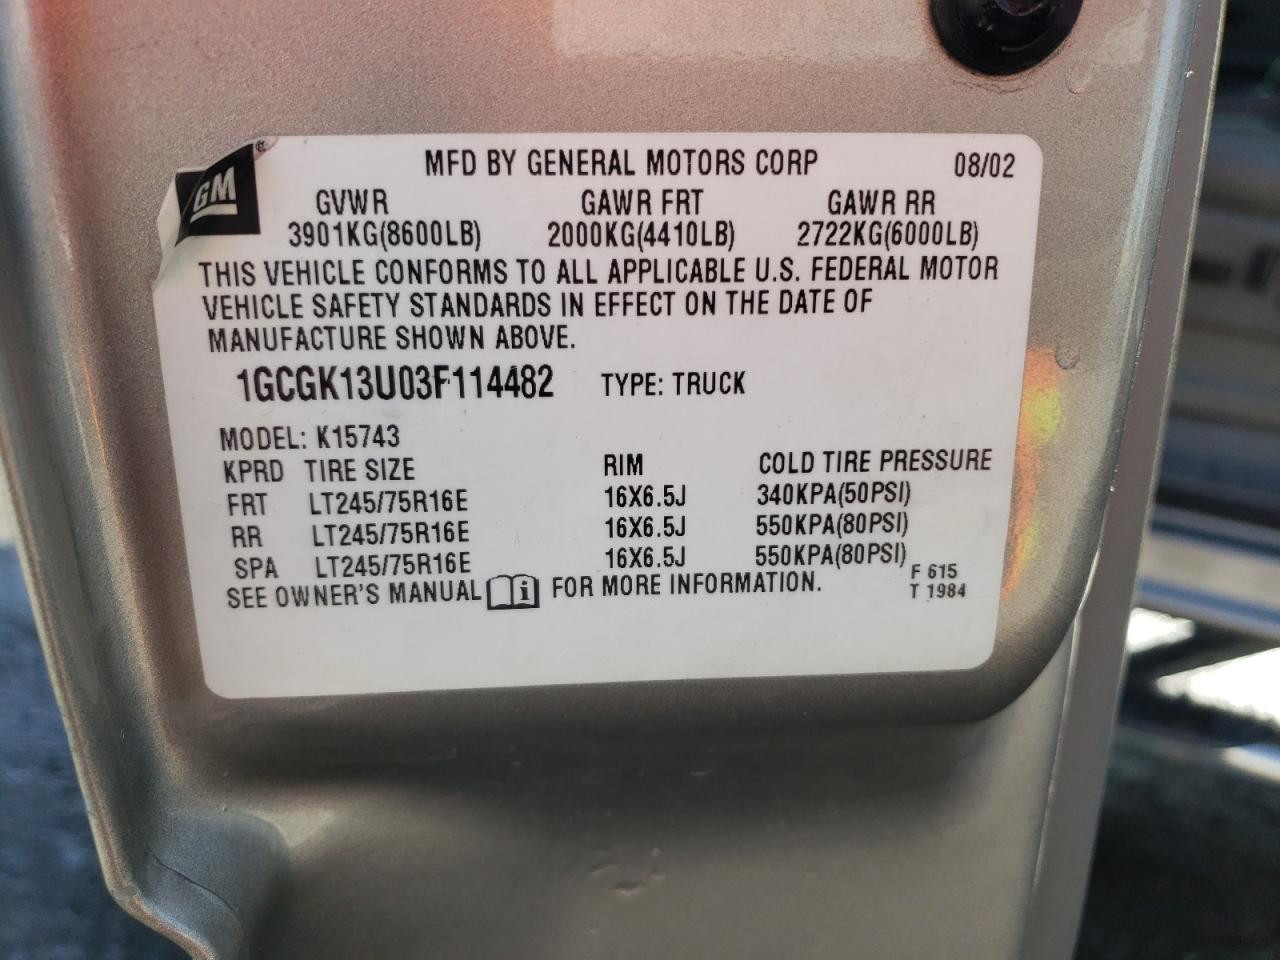 GM
MFD BY GENERAL MOTORS CORP 08/02
GVWR GAWR FRT GAWR RR
3901KG(8600LB) 2000KG(4410LB) 2722KG(6000LB)
THIS VEHICLE CONFORMS TO ALL APPLICABLE U.S. FEDERAL MOTOR
VEHICLE SAFETY STANDARDS IN EFFECT ON THE DATE OF
MANUFACTURE SHOWN ABOVE.
1GCGK13U03F114482 TYPE: TRUCK
MODEL: K15743
KPRD TIRE SIZE RIM COLD TIRE PRESSURE
FRT LT245/75R16E 16X6.5J 340KPA(50PSI)
RR LT245/75R16E 16X6.5J 550KPA(80PSI)
SPA LT245/75R16E 16X6.5J 550KPA(80PSI)
SEE OWNER'S MANUAL i FOR MORE INFORMATION.
F 615
T 1984